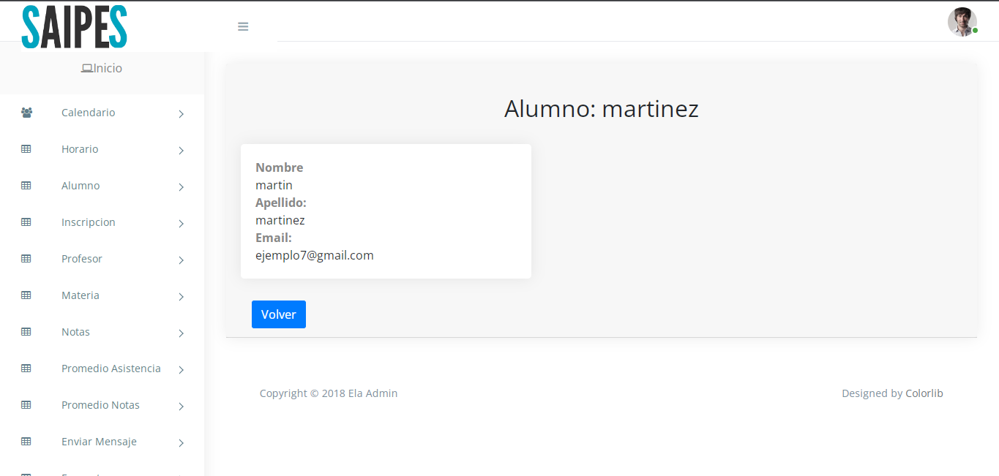 SAIPES
Inicio
Calendario
Horario
Alumno
Inscripcion
Profesor
Materia
Notas
Promedio Asistencia
Promedio Notas
Enviar Mensaje
Alumno: martinez
Nombre
martin
Apellido:
martinez
Email:
ejemplo7@gmail.com
Volver
Copyright © 2018 Ela Admin
Designed by Colorlib